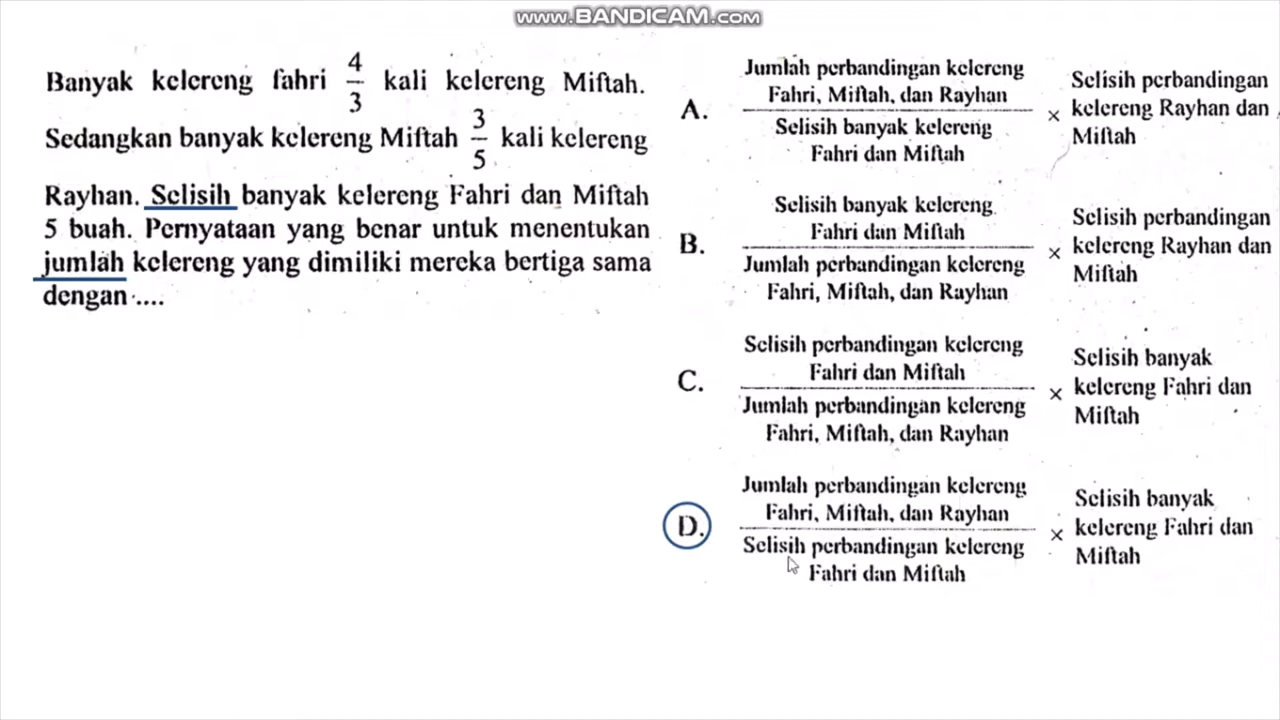 www.BANDICAM.com
Banyak kelereng fahri 4/3 kali kelereng Miftah.
Sedangkan banyak kelereng Miftah 3/5 kali kelereng
Rayhan. Selisih banyak kelereng Fahri dan Miftah
5 buah. Pernyataan yang benar untuk menentukan
jumlah kelereng yang dimiliki mereka bertiga sama
dengan ....
A.
Jumlah perbandingan kelereng
Fahri, Miftah, dan Rayhan
Selisih banyak kelereng
Fahri dan Miftah
×
Selisih perbandingan
kelereng Rayhan dan
Miftah
B.
Selisih banyak kelereng
Fahri dan Miftah
Jumlah perbandingan kelereng
Fahri, Miftah, dan Rayhan
×
Selisih perbandingan
kelereng Rayhan dan
Miftah
C.
Selisih perbandingan kelereng
Fahri dan Miftah
Jumlah perbandingan kelereng
Fahri, Miftah, dan Rayhan
×
Selisih banyak
kelereng Fahri dan
Miftah
D.
Jumlah perbandingan kelereng
Fahri, Miftah, dan Rayhan
Selisih perbandingan kelereng
Fahri dan Miftah
×
Selisih banyak
kelereng Fahri dan
Miftah